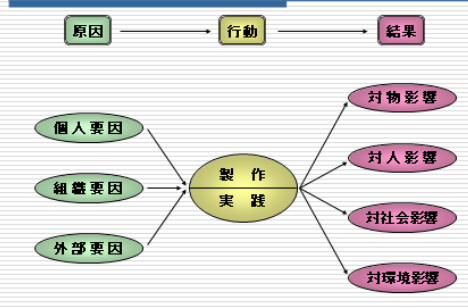 原因
行動
結果
個人要因
組織要因
外部要因
製作
実践
対物影響
対人影響
対社会影響
対環境影響